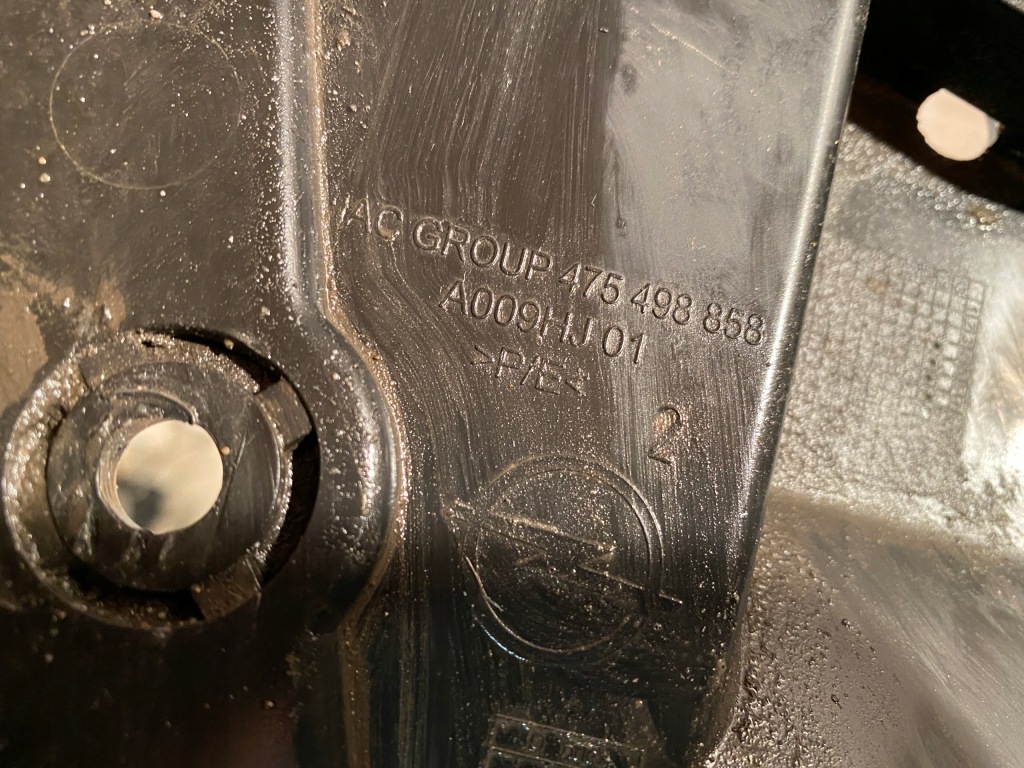 IAC GROUP 475 498 858
A009HJ 01
>P/E<
2